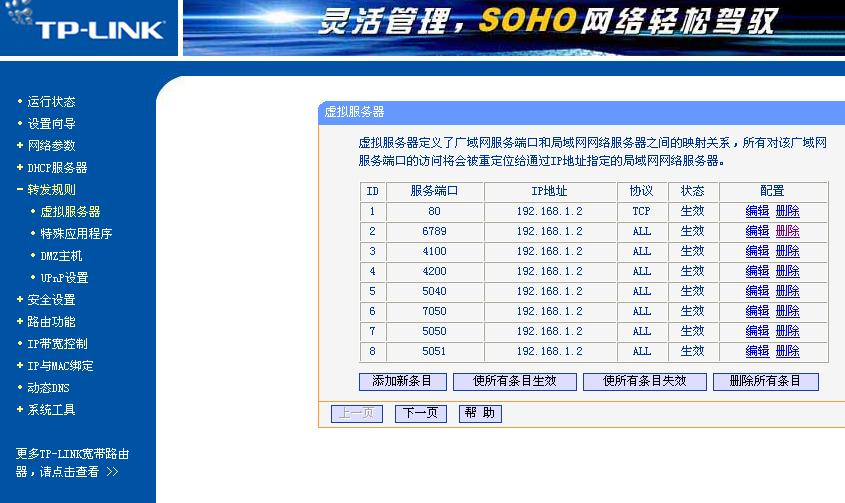 TP-LINK
灵活管理，SOHO网络轻松驾驭
运行状态
设置向导
网络参数
DHCP服务器
转发规则
虚拟服务器
特殊应用程序
DMZ主机
UPnP设置
安全设置
路由功能
IP带宽控制
IP与MAC绑定
动态DNS
系统工具
更多TP-LINK宽带路由
器，请点击查看 >>
虚拟服务器
虚拟服务器定义了广域网服务端口和局域网网络服务器之间的映射关系，所有对该广域网
服务端口的访问将会被重定位给通过IP地址指定的局域网网络服务器。
ID 服务端口 IP地址 协议 状态 配置
1 80 192.168.1.2 TCP 生效 编辑 删除
2 6789 192.168.1.2 ALL 生效 编辑 删除
3 4100 192.168.1.2 ALL 生效 编辑 删除
4 4200 192.168.1.2 ALL 生效 编辑 删除
5 5040 192.168.1.2 ALL 生效 编辑 删除
6 7050 192.168.1.2 ALL 生效 编辑 删除
7 5050 192.168.1.2 ALL 生效 编辑 删除
8 5051 192.168.1.2 ALL 生效 编辑 删除
添加新条目 使所有条目生效 使所有条目失效 删除所有条目
上一页 下一页 帮 助